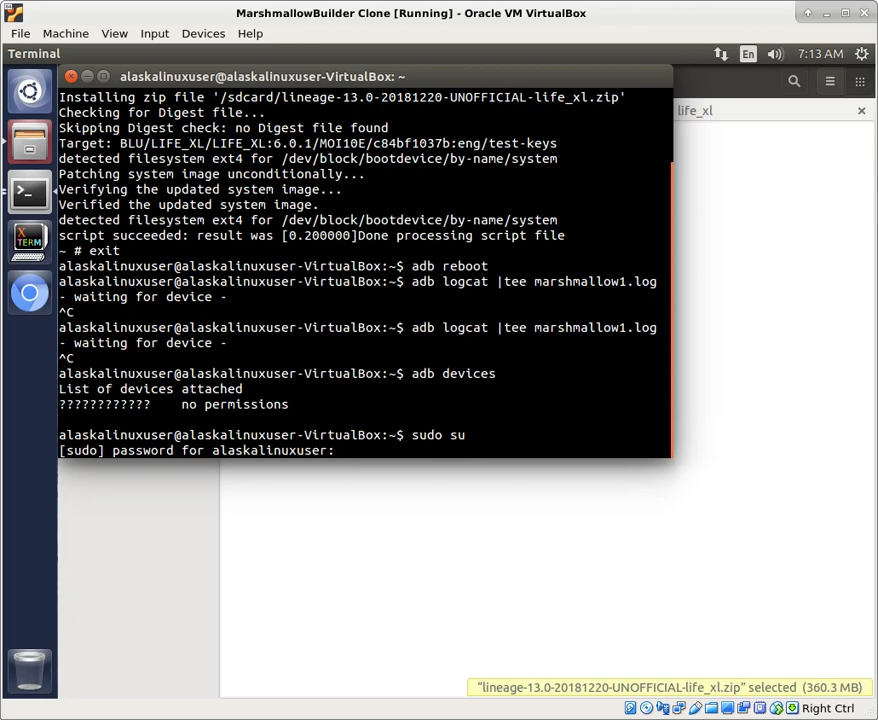 MarshmallowBuilder Clone [Running] - Oracle VM VirtualBox
File Machine View Input Devices Help
Terminal En 7:13 AM
alaskalinuxuser@alaskalinuxuser-VirtualBox: ~
life_xl
Installing zip file '/sdcard/lineage-13.0-20181220-UNOFFICIAL-life_xl.zip'
Checking for Digest file...
Skipping Digest check: no Digest file found
Target: BLU/LIFE_XL/LIFE_XL:6.0.1/MOI10E/c84bf1037b:eng/test-keys
detected filesystem ext4 for /dev/block/bootdevice/by-name/system
Patching system image unconditionally...
Verifying the updated system image...
Verified the updated system image.
detected filesystem ext4 for /dev/block/bootdevice/by-name/system
script succeeded: result was [0.200000]Done processing script file
~ # exit
alaskalinuxuser@alaskalinuxuser-VirtualBox:~$ adb reboot
alaskalinuxuser@alaskalinuxuser-VirtualBox:~$ adb logcat |tee marshmallow1.log
- waiting for device -
^C
alaskalinuxuser@alaskalinuxuser-VirtualBox:~$ adb logcat |tee marshmallow1.log
- waiting for device -
^C
alaskalinuxuser@alaskalinuxuser-VirtualBox:~$ adb devices
List of devices attached
???????????? no permissions
alaskalinuxuser@alaskalinuxuser-VirtualBox:~$ sudo su
[sudo] password for alaskalinuxuser:
X
TERM
"lineage-13.0-20181220-UNOFFICIAL-life_xl.zip" selected (360.3 MB)
Right Ctrl